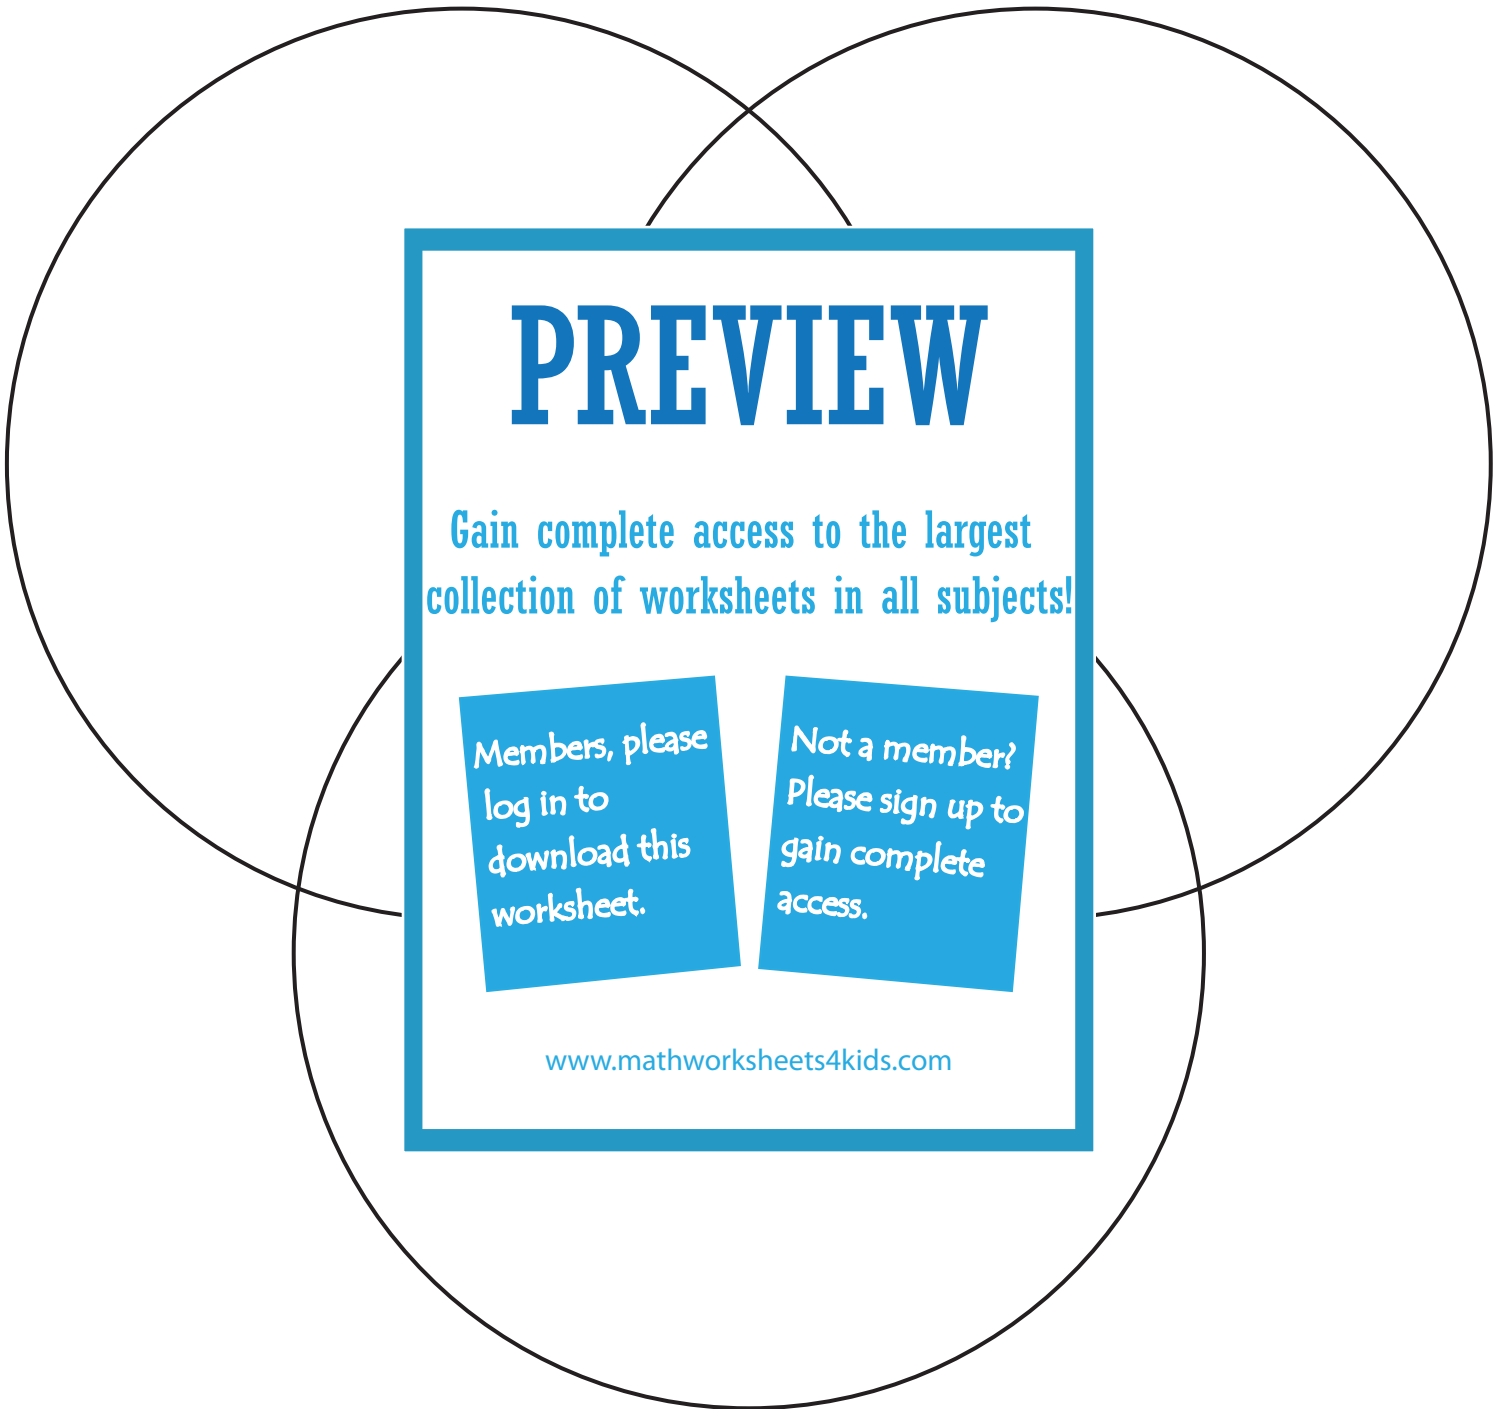 PREVIEW
Gain complete access to the largest
collection of worksheets in all subjects!
Members, please
log in to
download this
worksheet.
Not a member?
Please sign up to
gain complete
access.
www.mathworksheets4kids.com